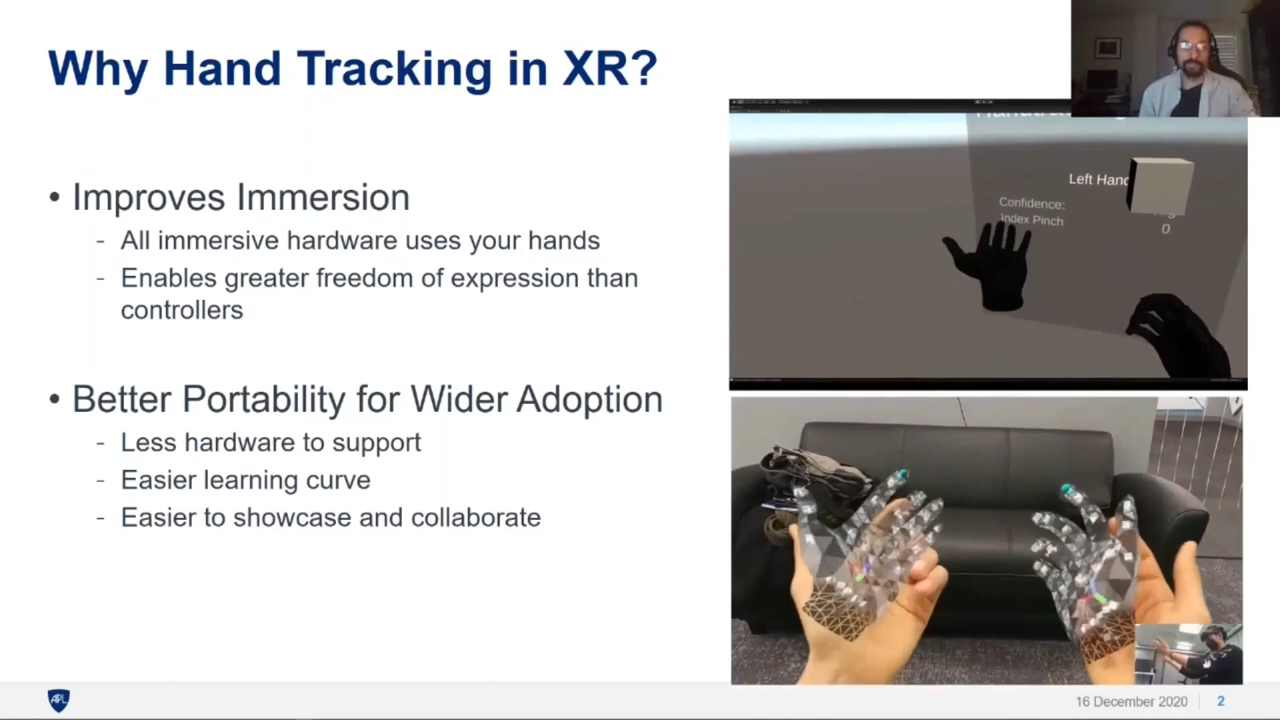 Why Hand Tracking in XR?
• Improves Immersion
- All immersive hardware uses your hands
- Enables greater freedom of expression than
controllers
• Better Portability for Wider Adoption
- Less hardware to support
- Easier learning curve
- Easier to showcase and collaborate
Left Hand
Confidence:
Index Pinch
0
APL
16 December 2020
2